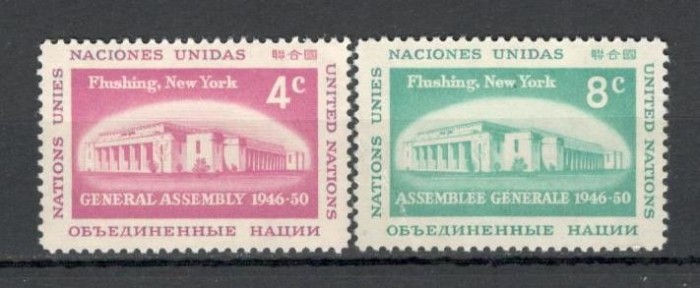 NACIONES UNIDAS 聯合國
NATIONS UNIES
Flushing, New York
4c
GENERAL ASSEMBLY 1946-50
UNITED NATIONS
ОБЪЕДИНЕННЫЕ НАЦИИ
NACIONES UNIDAS 聯合國
NATIONS UNIES
Flushing, New York
8c
ASSEMBLEE GENERALE 1946-50
UNITED NATIONS
ОБЪЕДИНЕННЫЕ НАЦИИ